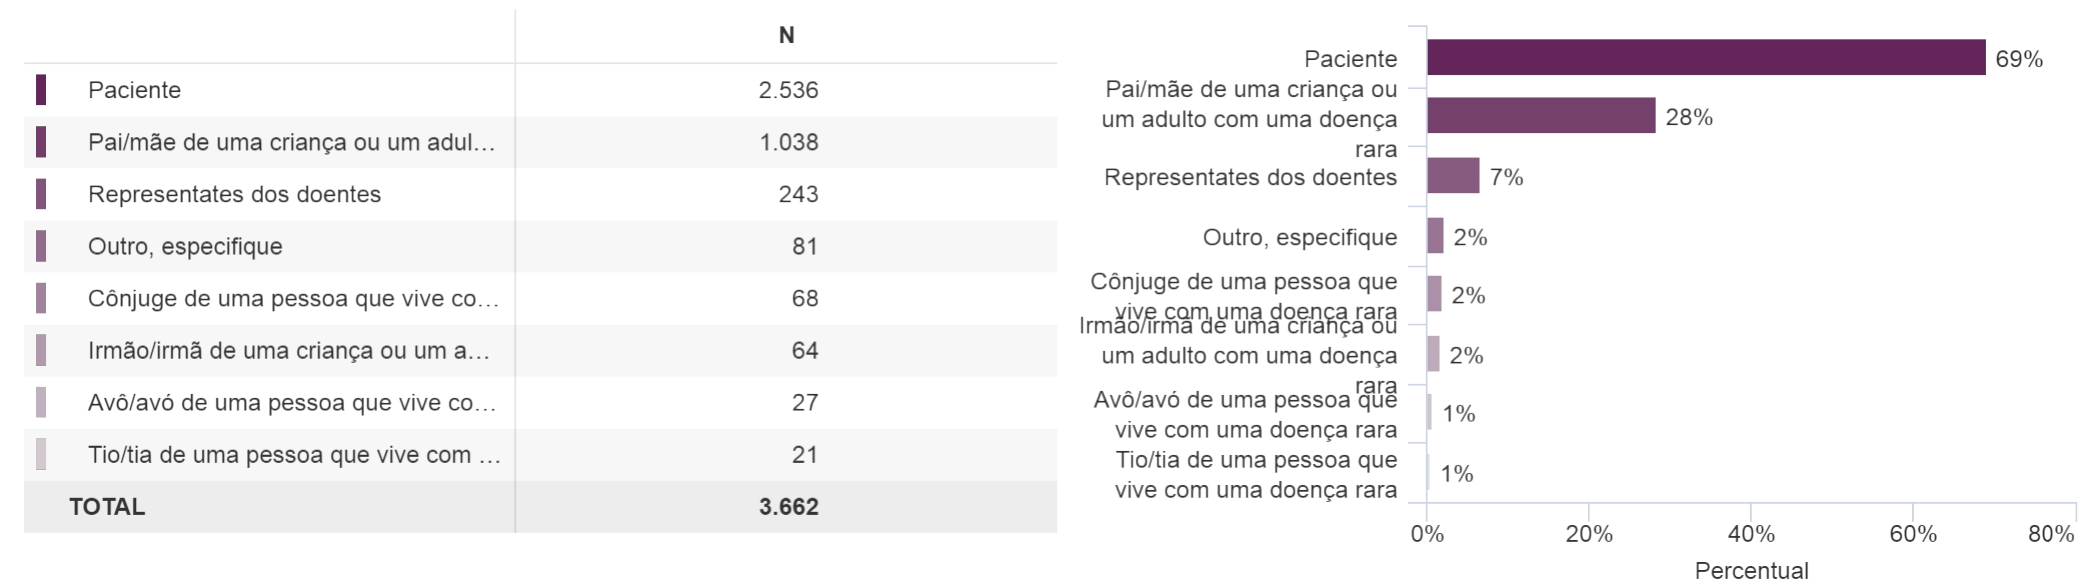 N
Paciente 2.536
Pai/mãe de uma criança ou um adul... 1.038
Representates dos doentes 243
Outro, especifique 81
Cônjuge de uma pessoa que vive co... 68
Irmão/irmã de uma criança ou um a... 64
Avô/avó de uma pessoa que vive co... 27
Tio/tia de uma pessoa que vive com ... 21
TOTAL 3.662
Paciente 69%
Pai/mãe de uma criança ou
um adulto com uma doença 28%
rara
Representates dos doentes 7%
Outro, especifique 2%
Cônjuge de uma pessoa que 2%
vive com uma doença rara
Irmão/irmã de uma criança ou
um adulto com uma doença 2%
rara
Avô/avó de uma pessoa que 1%
vive com uma doença rara
Tio/tia de uma pessoa que 1%
vive com uma doença rara
0% 20% 40% 60% 80%
Percentual